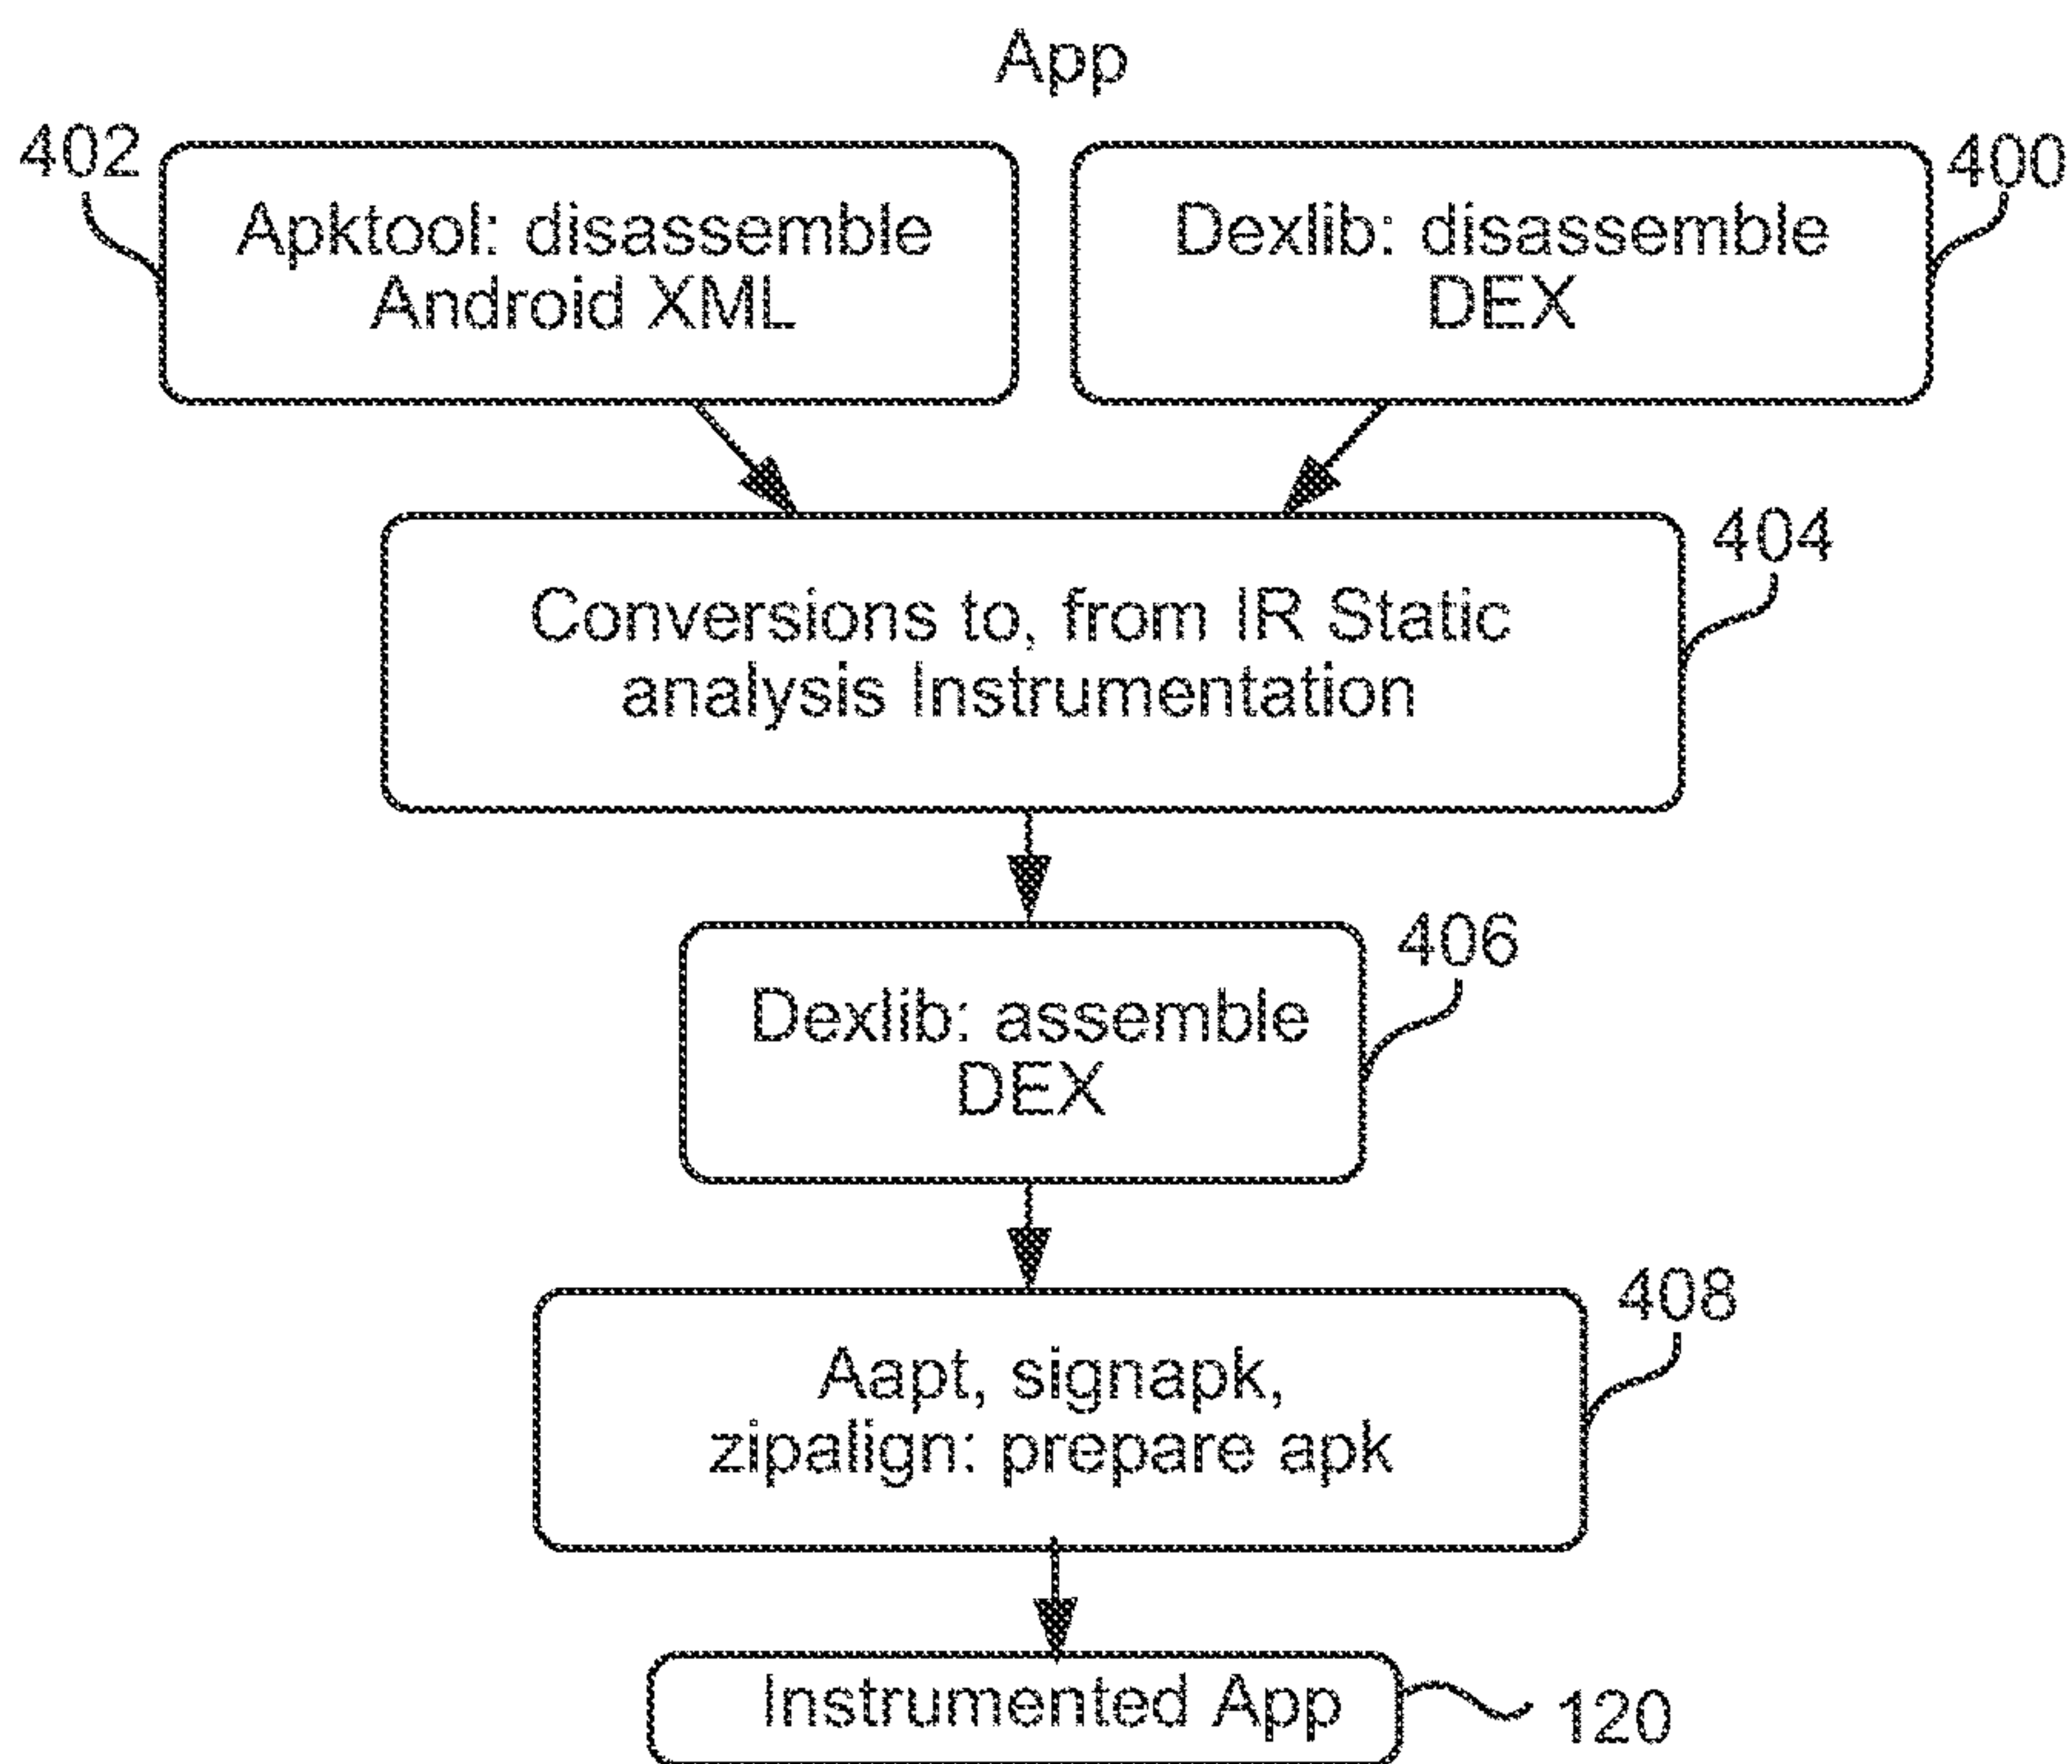 App
402
400
Apktool: disassemble
Android XML
Dexlib: disassemble
DEX
404
Conversions to, from IR Static
analysis Instrumentation
406
Dexlib: assemble
DEX
408
Aapt, signapk,
zipalign: prepare apk
Instrumented App
120